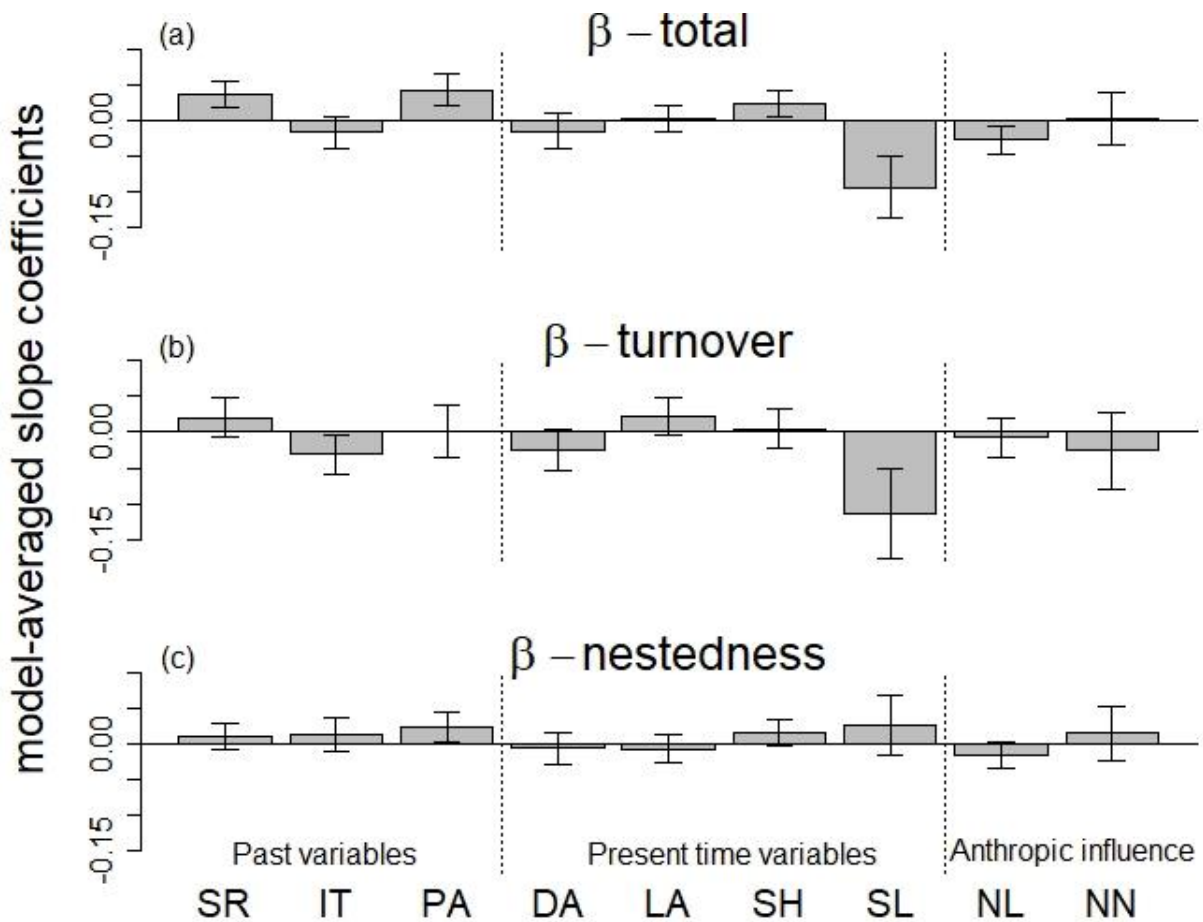 model-averaged slope coefficients
(a)
β – total
0.00
-0.15
(b)
β – turnover
0.00
-0.15
(c)
β – nestedness
0.00
-0.15
Past variables Present time variables Anthropic influence
SR IT PA DA LA SH SL NL NN